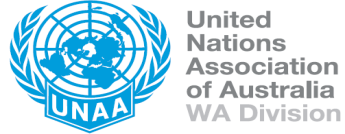 UNAA
United
Nations
Association
of Australia
WA Division